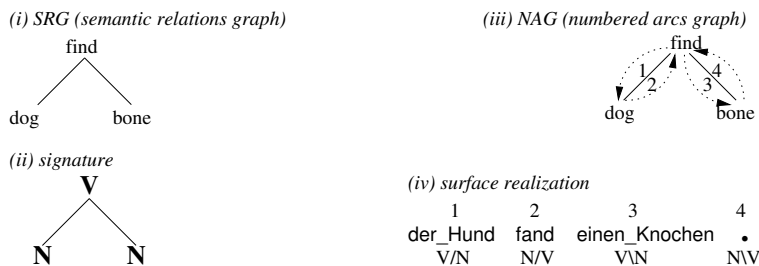 (i) SRG (semantic relations graph)
find
dog bone
(ii) signature
V
N N
(iii) NAG (numbered arcs graph)
find
1 4
2 3
dog bone
(iv) surface realization
1 2 3 4
der_Hund fand einen_Knochen .
V/N N/V V\N N\V